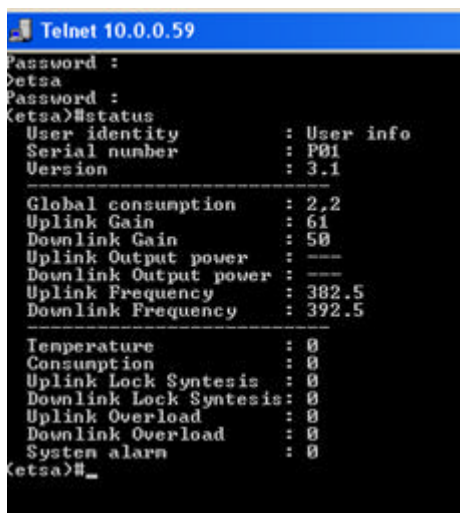 Telnet 10.0.0.59
Password :
>etsa
Password :
(etsa)#status
User identity : User info
Serial number : P01
Version : 3.1
------------------------------
Global consumption : 2,2
Uplink Gain : 61
Downlink Gain : 50
Uplink Output power : ---
Downlink Output power : ---
Uplink Frequency : 382.5
Downlink Frequency : 392.5
------------------------------
Temperature : 0
Consumption : 0
Uplink Lock Syntesis : 0
Downlink Lock Syntesis: 0
Uplink Overload : 0
Downlink Overload : 0
System alarm : 0
(etsa)#_